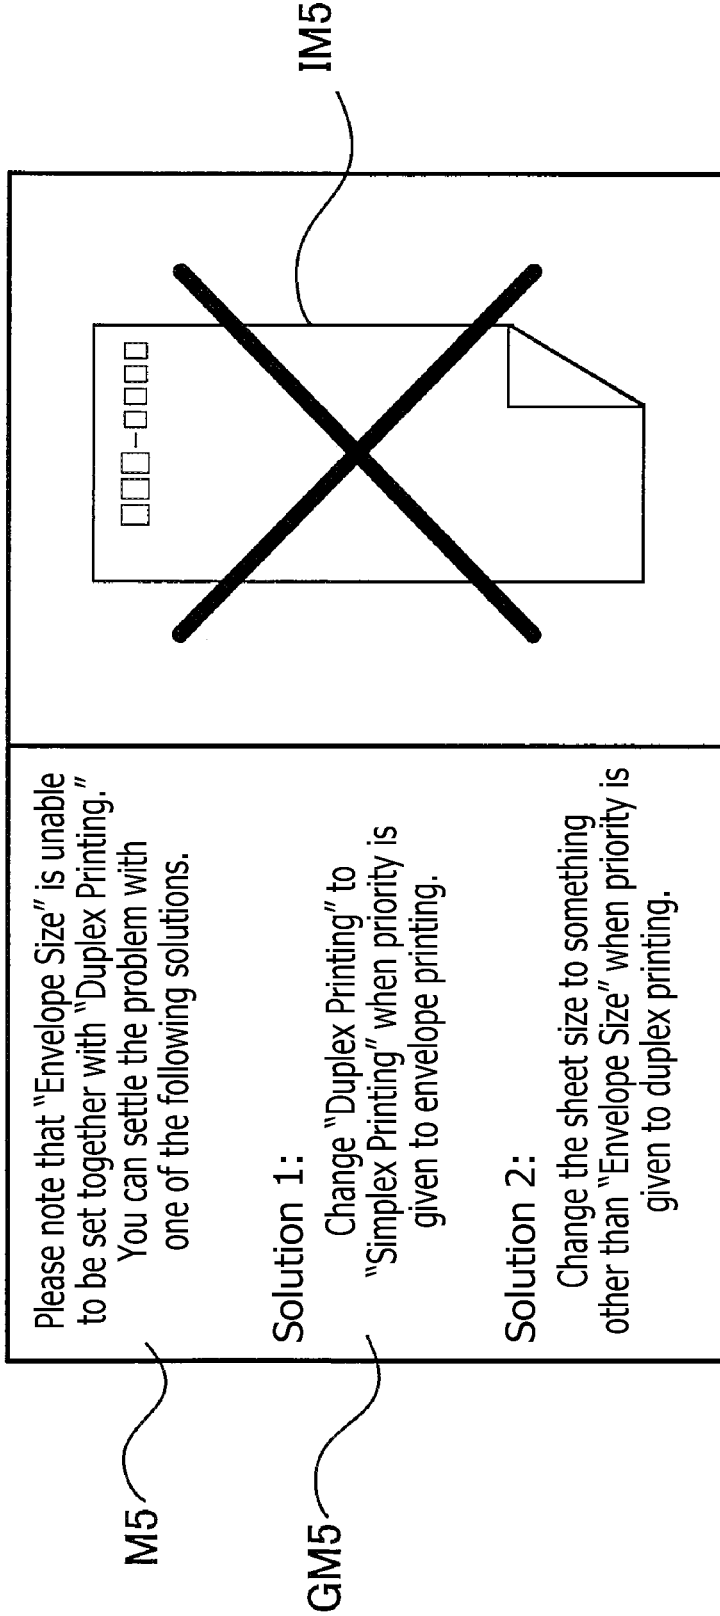 Please note that “Envelope Size” is unable
to be set together with “Duplex Printing.”
You can settle the problem with
one of the following solutions.
Solution 1:
Change “Duplex Printing” to
“Simplex Printing” when priority is
given to envelope printing.
Solution 2:
Change the sheet size to something
other than “Envelope Size” when priority is
given to duplex printing.
M5
GM5
IM5